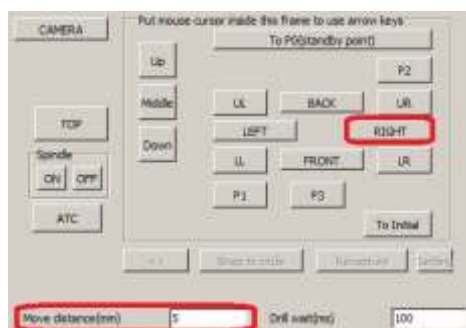 CAMERA
Put mouse cursor inside this frame to use arrow keys
To P0(standby point)
Up
P2
Middle
UL
BACK
UR
TOP
LEFT
RIGHT
Down
Spindle
ON
OFF
LL
FRONT
LR
P1
P3
ATC
To Initial
Move distance(mm)
5
Drill wait(ms)
100